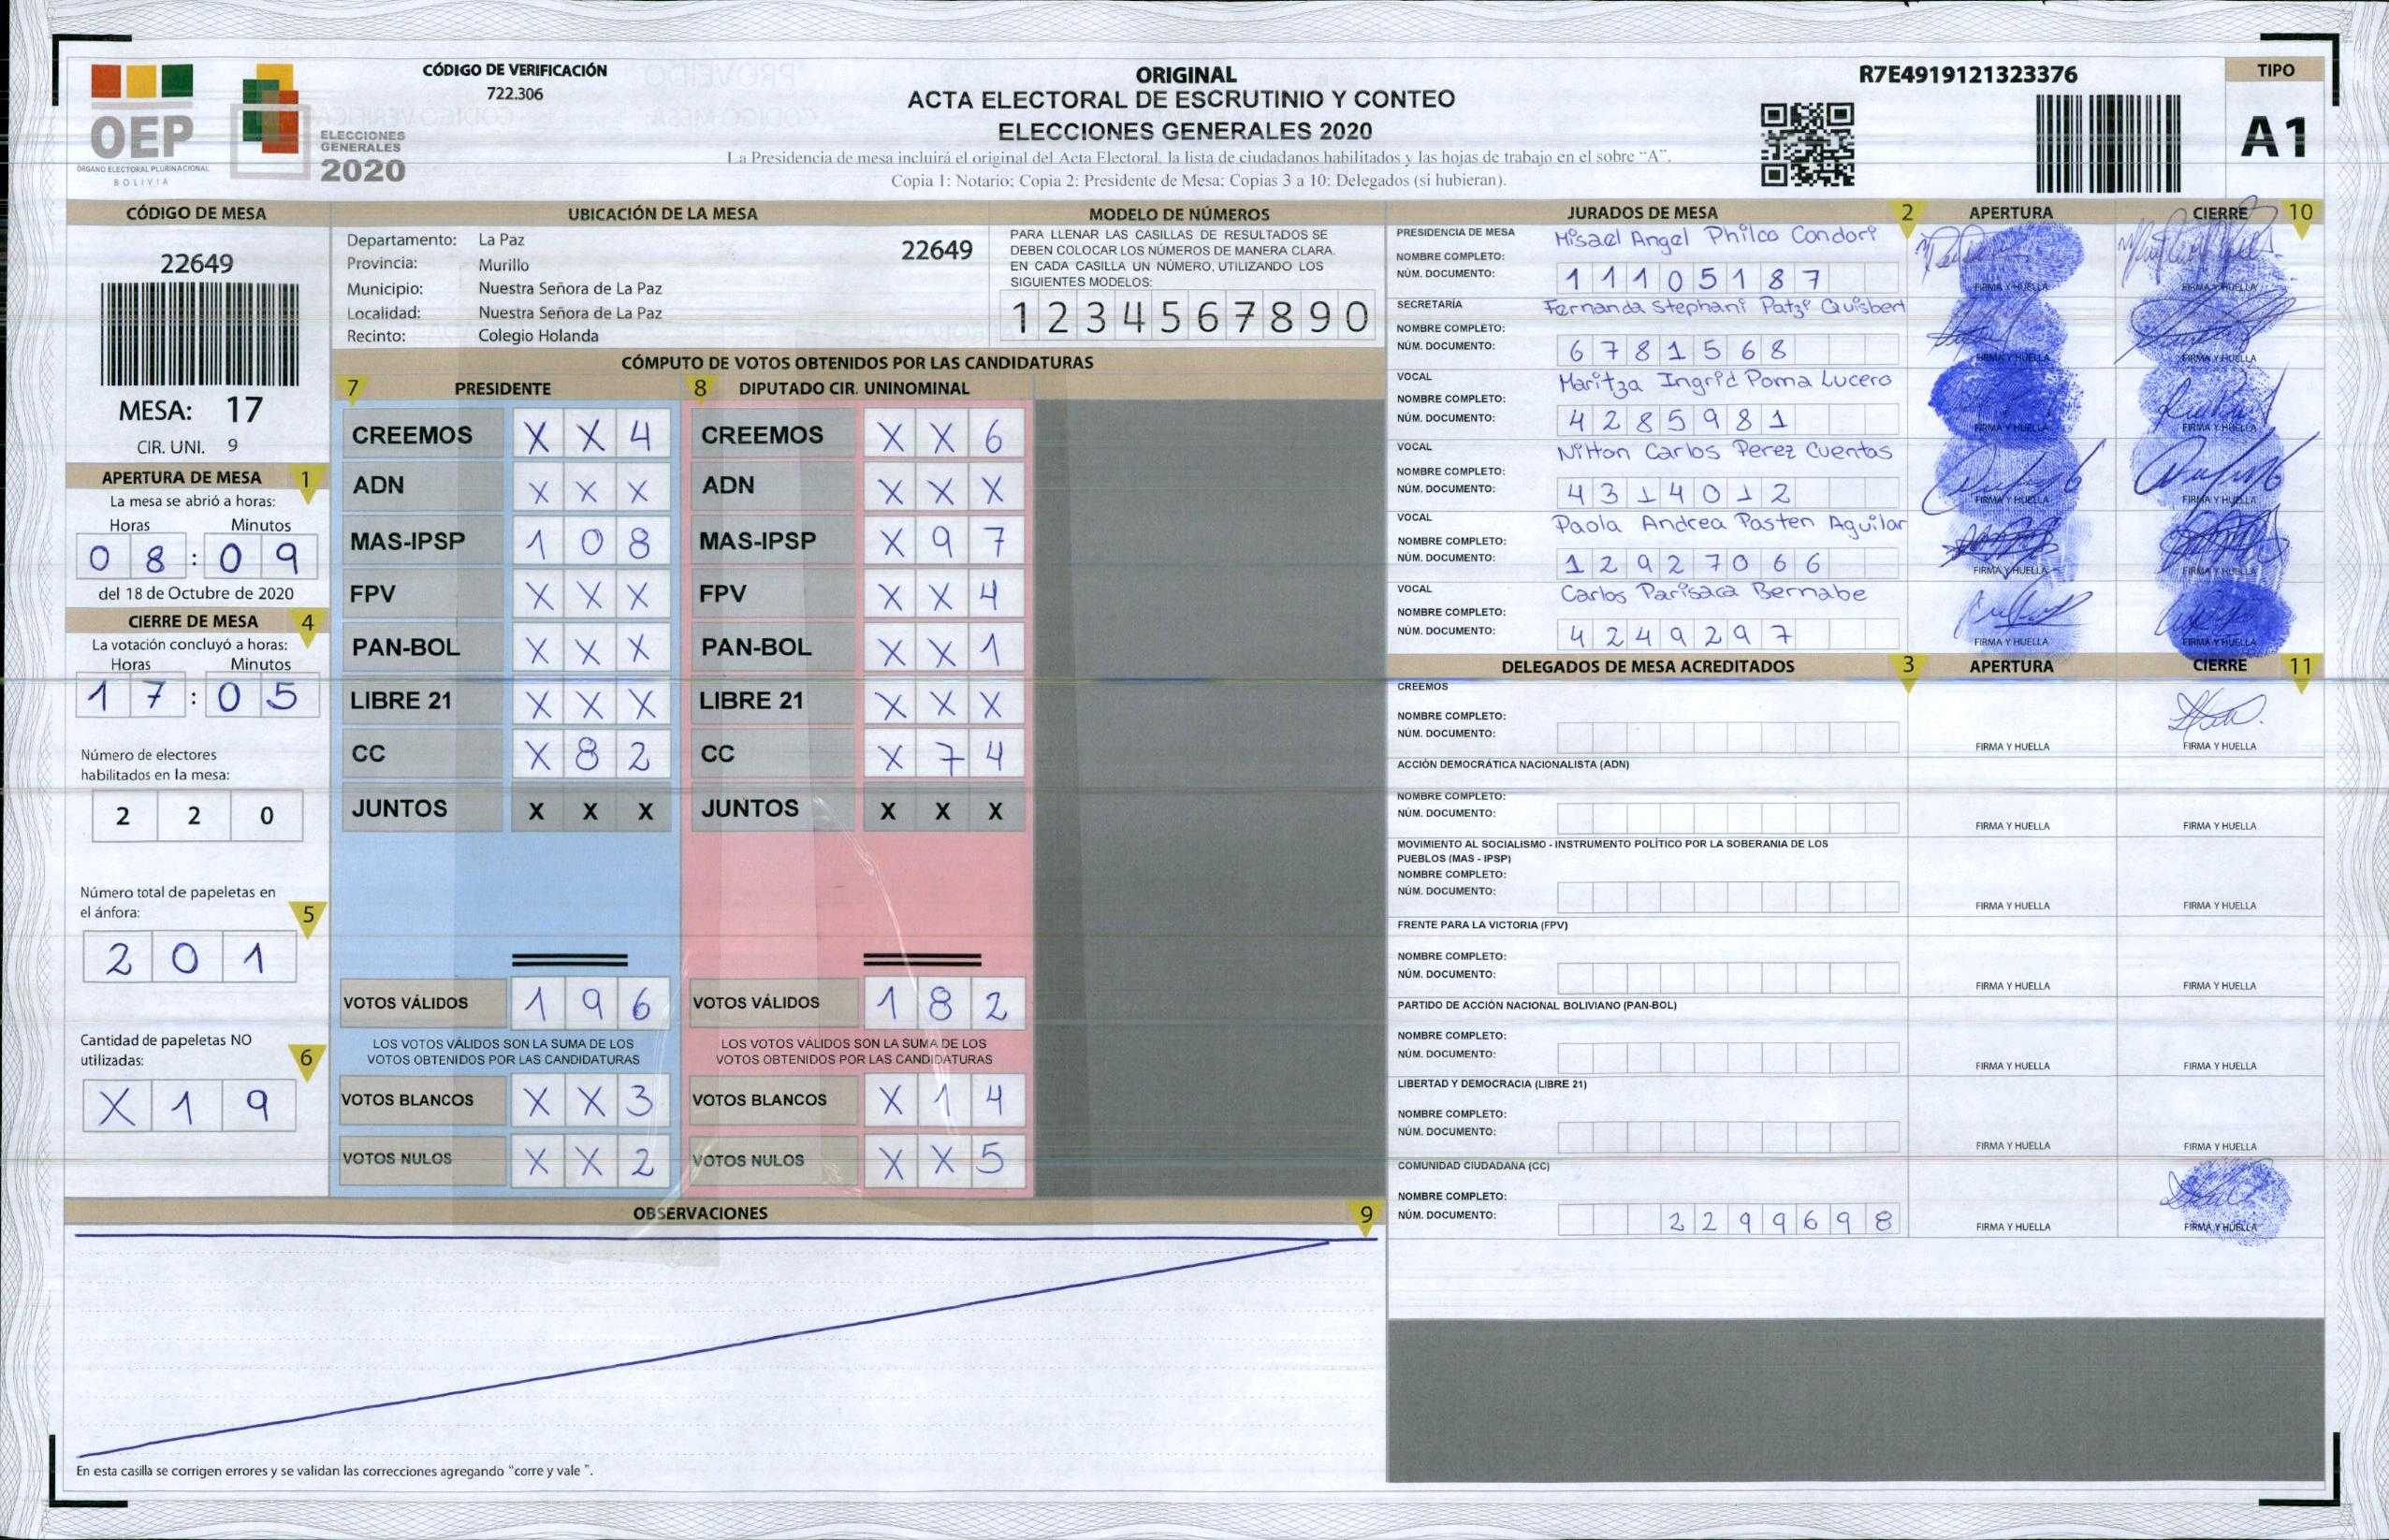 CÓDIGO DE VERIFICACIÓN
722.306
OEP
ÓRGANO ELECTORAL PLURINACIONAL
BOLIVIA
ELECCIONES
GENERALES
2020
ORIGINAL
ACTA ELECTORAL DE ESCRUTINIO Y CONTEO
ELECCIONES GENERALES 2020
La Presidencia de mesa incluirá el original del Acta Electoral, la lista de ciudadanos habilitados y las hojas de trabajo en el sobre “A”.
Copia 1: Notario; Copia 2: Presidente de Mesa; Copias 3 a 10: Delegados (si hubieran).
R7E4919121323376
TIPO
A1
CÓDIGO DE MESA
22649
MESA: 17
CIR. UNI. 9
APERTURA DE MESA 1
La mesa se abrió a horas:
Horas Minutos
0 8 : 0 9
del 18 de Octubre de 2020
CIERRE DE MESA 4
La votación concluyó a horas:
Horas Minutos
1 7 : 0 5
Número de electores
habilitados en la mesa:
2 2 0
Número total de papeletas en
el ánfora: 5
2 0 1
Cantidad de papeletas NO
utilizadas: 6
X 1 9
UBICACIÓN DE LA MESA
Departamento: La Paz 22649
Provincia: Murillo
Municipio: Nuestra Señora de La Paz
Localidad: Nuestra Señora de La Paz
Recinto: Colegio Holanda
MODELO DE NÚMEROS
PARA LLENAR LAS CASILLAS DE RESULTADOS SE
DEBEN COLOCAR LOS NÚMEROS DE MANERA CLARA.
EN CADA CASILLA UN NÚMERO, UTILIZANDO LOS
SIGUIENTES MODELOS:
1 2 3 4 5 6 7 8 9 0
CÓMPUTO DE VOTOS OBTENIDOS POR LAS CANDIDATURAS
7 PRESIDENTE 8 DIPUTADO CIR. UNINOMINAL
CREEMOS X X 4 CREEMOS X X 6
ADN X X X ADN X X X
MAS-IPSP 1 0 8 MAS-IPSP X 9 7
FPV X X X FPV X X 4
PAN-BOL X X X PAN-BOL X X 1
LIBRE 21 X X X LIBRE 21 X X X
CC X 8 2 CC X 7 4
JUNTOS X X X JUNTOS X X X
VOTOS VÁLIDOS 1 9 6 VOTOS VÁLIDOS 1 8 2
LOS VOTOS VÁLIDOS SON LA SUMA DE LOS LOS VOTOS VÁLIDOS SON LA SUMA DE LOS
VOTOS OBTENIDOS POR LAS CANDIDATURAS VOTOS OBTENIDOS POR LAS CANDIDATURAS
VOTOS BLANCOS X X 3 VOTOS BLANCOS X 1 4
VOTOS NULOS X X 2 VOTOS NULOS X X 5
OBSERVACIONES 9
En esta casilla se corrigen errores y se validan las correcciones agregando “corre y vale ”.
JURADOS DE MESA 2 APERTURA CIERRE 10
PRESIDENCIA DE MESA Misael Angel Philco Condori
NOMBRE COMPLETO:
NÚM. DOCUMENTO: 1 1 1 0 5 1 8 7 FIRMA Y HUELLA FIRMA Y HUELLA
SECRETARÍA Fernanda Stephani Patzi Quisbert
NOMBRE COMPLETO:
NÚM. DOCUMENTO: 6 7 8 1 5 6 8 FIRMA Y HUELLA FIRMA Y HUELLA
VOCAL Maritza Ingrid Poma Lucero
NOMBRE COMPLETO:
NÚM. DOCUMENTO: 4 2 8 5 9 8 1 FIRMA Y HUELLA FIRMA Y HUELLA
VOCAL Nilton Carlos Perez Cuentas
NOMBRE COMPLETO:
NÚM. DOCUMENTO: 4 3 1 4 0 1 2 FIRMA Y HUELLA FIRMA Y HUELLA
VOCAL Paola Andrea Pasten Aguilar
NOMBRE COMPLETO:
NÚM. DOCUMENTO: 1 2 9 2 7 0 6 6 FIRMA Y HUELLA FIRMA Y HUELLA
VOCAL Carlos Parisaca Bernabe
NOMBRE COMPLETO:
NÚM. DOCUMENTO: 4 2 4 9 2 9 7 FIRMA Y HUELLA FIRMA Y HUELLA
DELEGADOS DE MESA ACREDITADOS 3 APERTURA CIERRE 11
CREEMOS
NOMBRE COMPLETO:
NÚM. DOCUMENTO: FIRMA Y HUELLA FIRMA Y HUELLA
ACCIÓN DEMOCRÁTICA NACIONALISTA (ADN)
NOMBRE COMPLETO:
NÚM. DOCUMENTO: FIRMA Y HUELLA FIRMA Y HUELLA
MOVIMIENTO AL SOCIALISMO - INSTRUMENTO POLÍTICO POR LA SOBERANIA DE LOS
PUEBLOS (MAS - IPSP)
NOMBRE COMPLETO:
NÚM. DOCUMENTO: FIRMA Y HUELLA FIRMA Y HUELLA
FRENTE PARA LA VICTORIA (FPV)
NOMBRE COMPLETO:
NÚM. DOCUMENTO: FIRMA Y HUELLA FIRMA Y HUELLA
PARTIDO DE ACCIÓN NACIONAL BOLIVIANO (PAN-BOL)
NOMBRE COMPLETO:
NÚM. DOCUMENTO: FIRMA Y HUELLA FIRMA Y HUELLA
LIBERTAD Y DEMOCRACIA (LIBRE 21)
NOMBRE COMPLETO:
NÚM. DOCUMENTO: FIRMA Y HUELLA FIRMA Y HUELLA
COMUNIDAD CIUDADANA (CC)
NOMBRE COMPLETO:
NÚM. DOCUMENTO: 2 2 9 9 6 9 8 FIRMA Y HUELLA FIRMA Y HUELLA